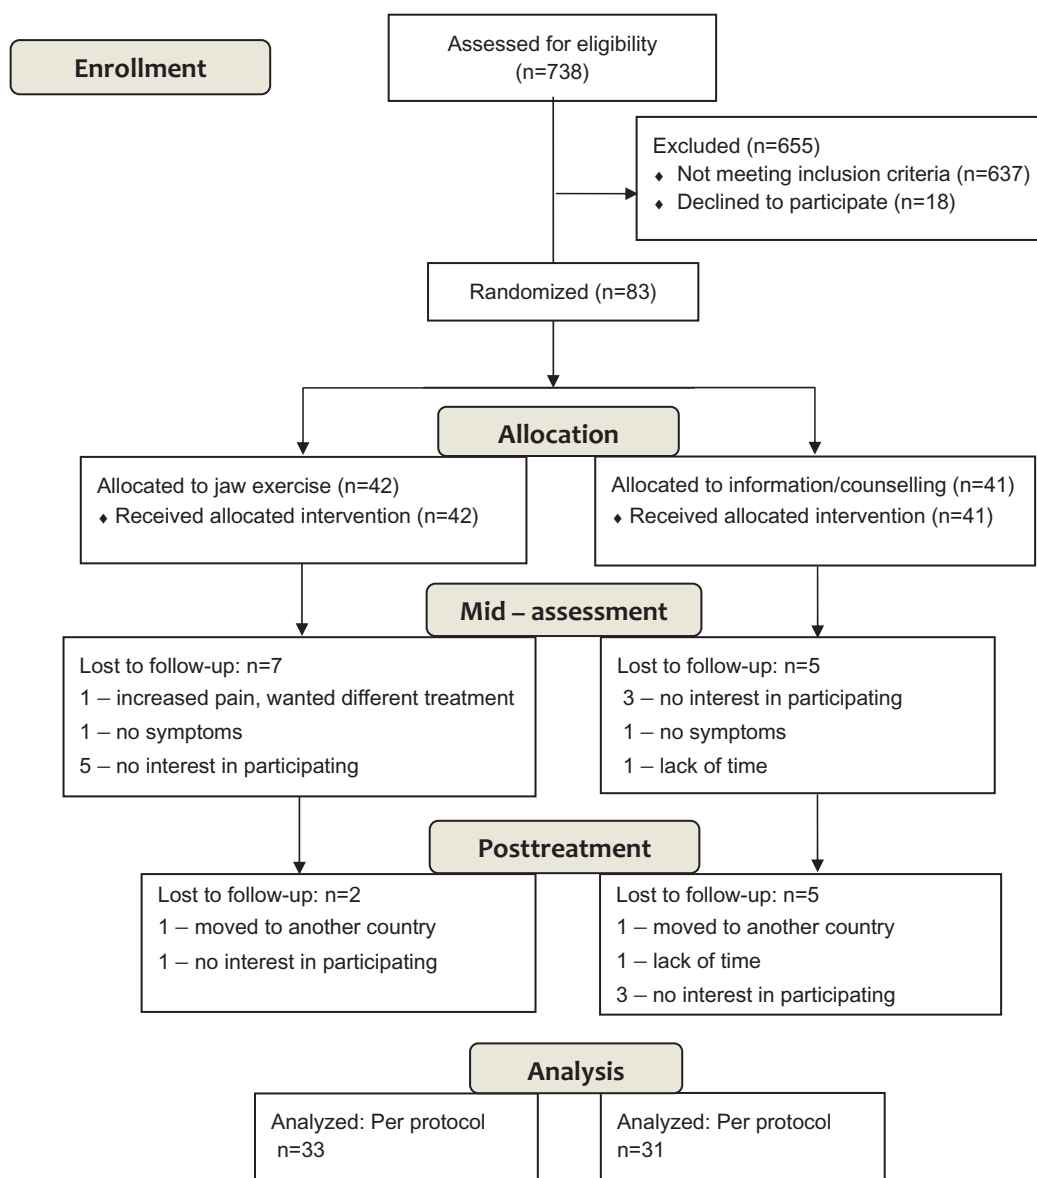 Enrollment
Assessed for eligibility
(n=738)
Excluded (n=655)
♦ Not meeting inclusion criteria (n=637)
♦ Declined to participate (n=18)
Randomized (n=83)
Allocation
Allocated to jaw exercise (n=42)
♦ Received allocated intervention (n=42)
Allocated to information/counselling (n=41)
♦ Received allocated intervention (n=41)
Mid – assessment
Lost to follow-up: n=7
1 – increased pain, wanted different treatment
1 – no symptoms
5 – no interest in participating
Lost to follow-up: n=5
3 – no interest in participating
1 – no symptoms
1 – lack of time
Posttreatment
Lost to follow-up: n=2
1 – moved to another country
1 – no interest in participating
Lost to follow-up: n=5
1 – moved to another country
1 – lack of time
3 – no interest in participating
Analysis
Analyzed: Per protocol
n=33
Analyzed: Per protocol
n=31